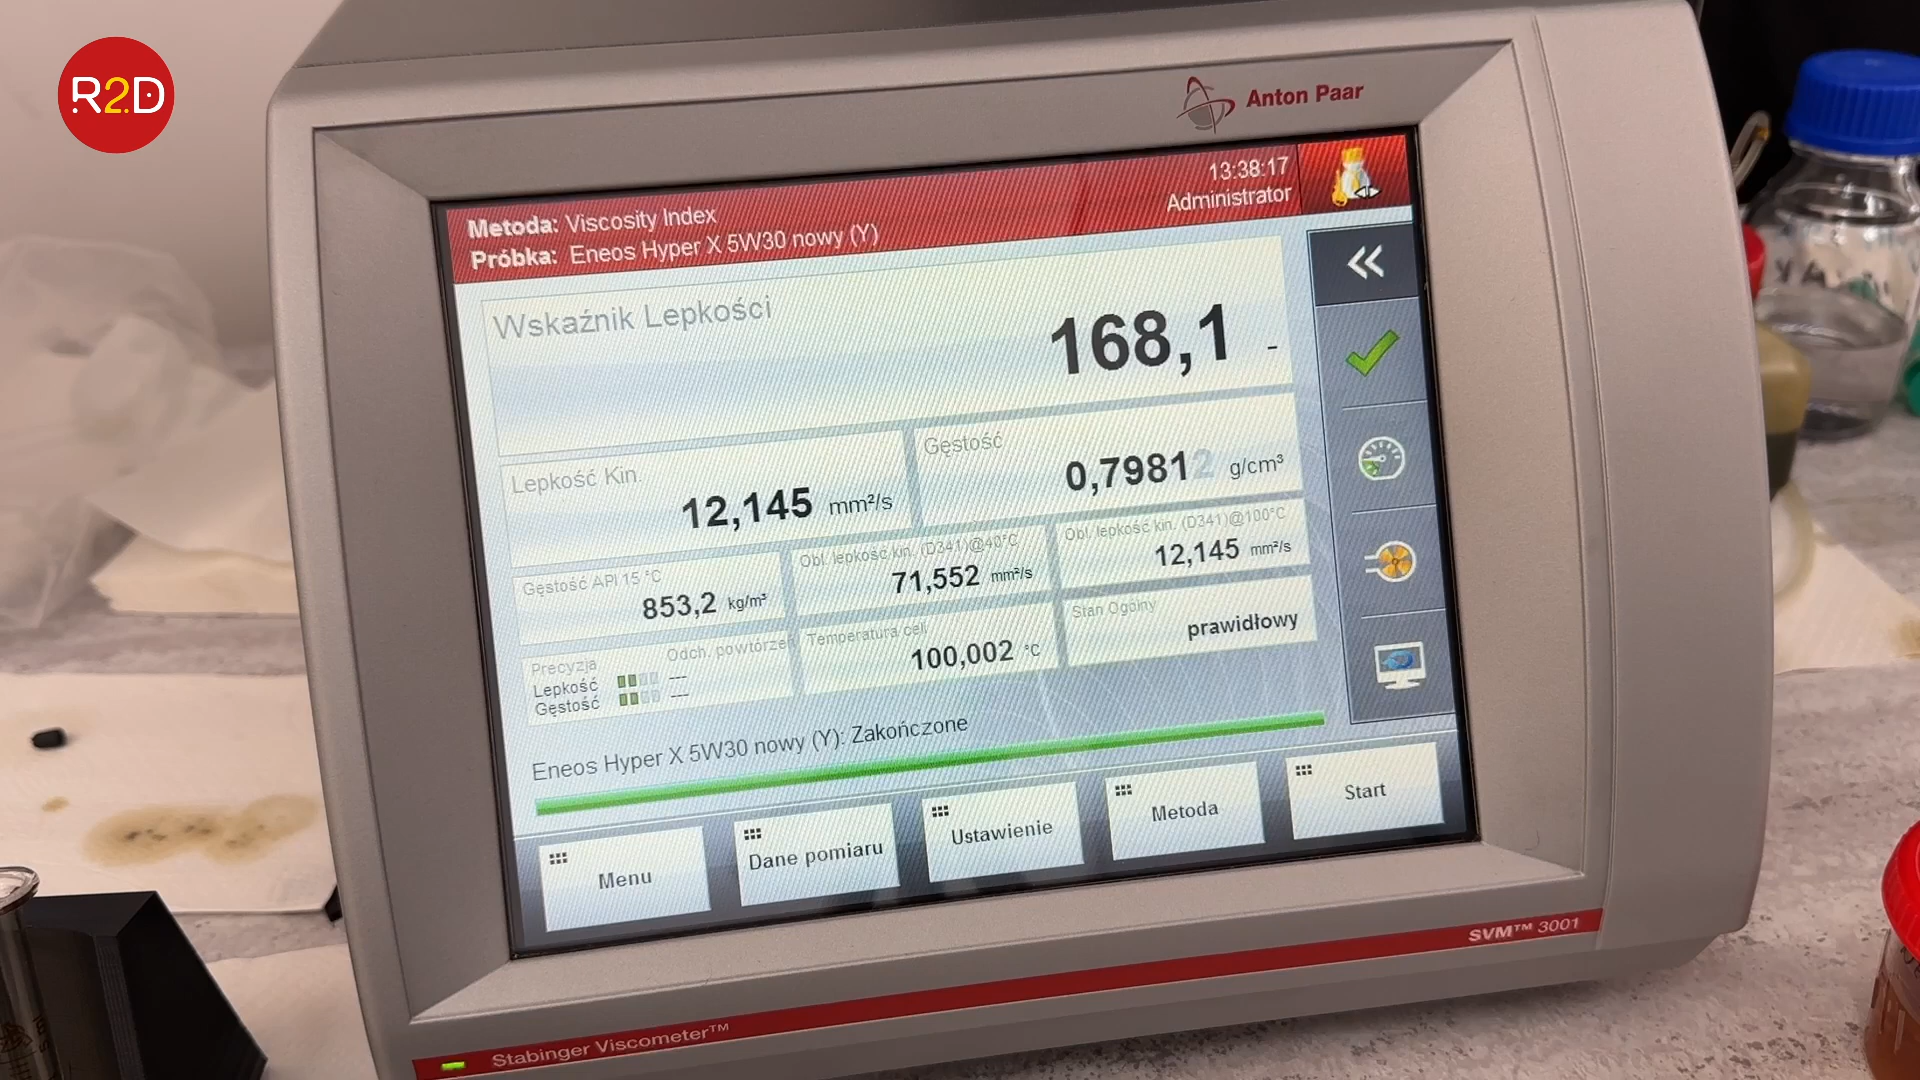 R2D
Anton Paar
13:38:17
Administrator
Metoda: Viscosity Index
Próbka: Eneos Hyper X 5W30 nowy (Y)
Wskaźnik Lepkości
168,1 -
Lepkość Kin.
12,145 mm²/s
Gęstość
0,79812 g/cm³
Gęstość API 15 °C
853,2 kg/m³
Obl. lepkość kin. (D341)@40°C
71,552 mm²/s
Obl. lepkość kin. (D341)@100°C
12,145 mm²/s
Precyzja
Odch. powtórzeń
Lepkość ---
Gęstość ---
Temperatura celi
100,002 °C
Stan Ogólny
prawidłowy
Eneos Hyper X 5W30 nowy (Y): Zakończone
Menu
Dane pomiaru
Ustawienie
Metoda
Start
SVM™ 3001
Stabinger Viscometer™